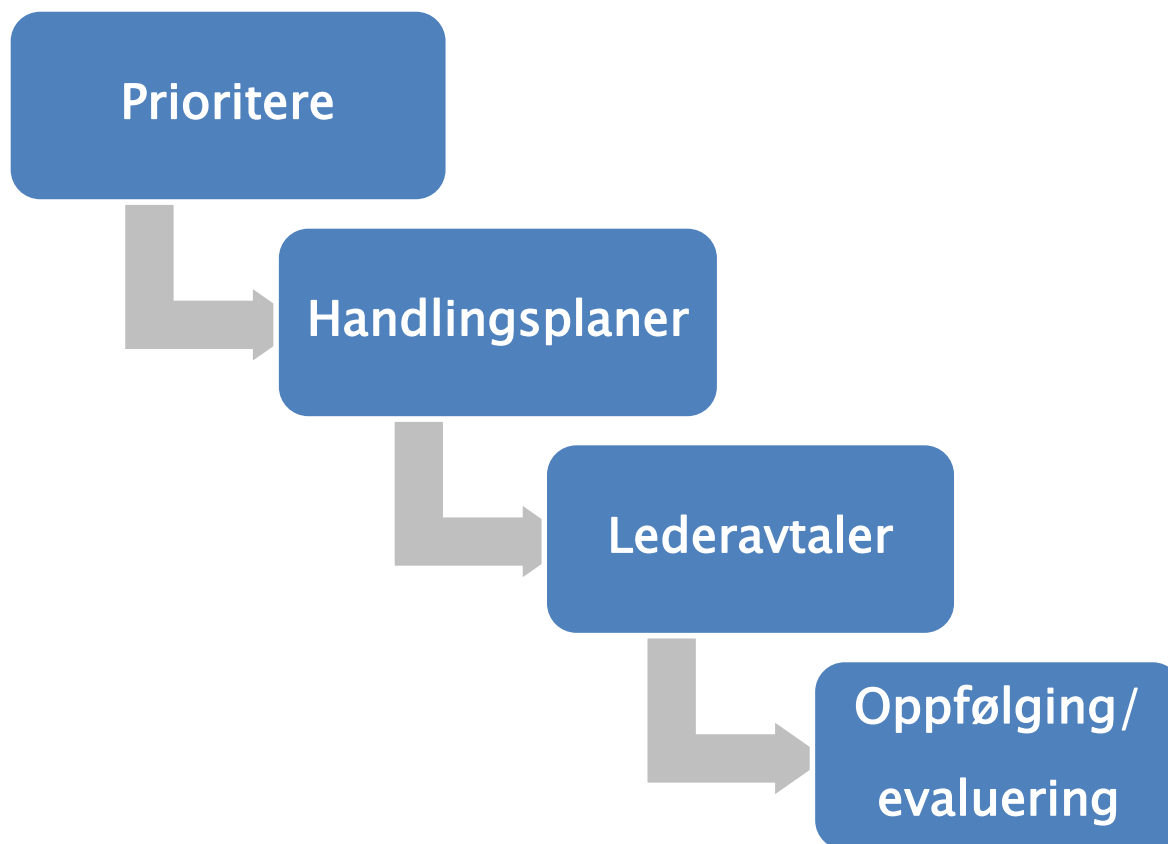 Prioritere
Handlingsplaner
Lederavtaler
Oppfølging/
evaluering